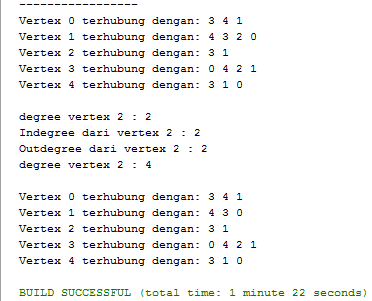 -----------------
Vertex 0 terhubung dengan: 3 4 1
Vertex 1 terhubung dengan: 4 3 2 0
Vertex 2 terhubung dengan: 3 1
Vertex 3 terhubung dengan: 0 4 2 1
Vertex 4 terhubung dengan: 3 1 0
degree vertex 2 : 2
Indegree dari vertex 2 : 2
Outdegree dari vertex 2 : 2
degree vertex 2 : 4
Vertex 0 terhubung dengan: 3 4 1
Vertex 1 terhubung dengan: 4 3 0
Vertex 2 terhubung dengan: 3 1
Vertex 3 terhubung dengan: 0 4 2 1
Vertex 4 terhubung dengan: 3 1 0
BUILD SUCCESSFUL (total time: 1 minute 22 seconds)